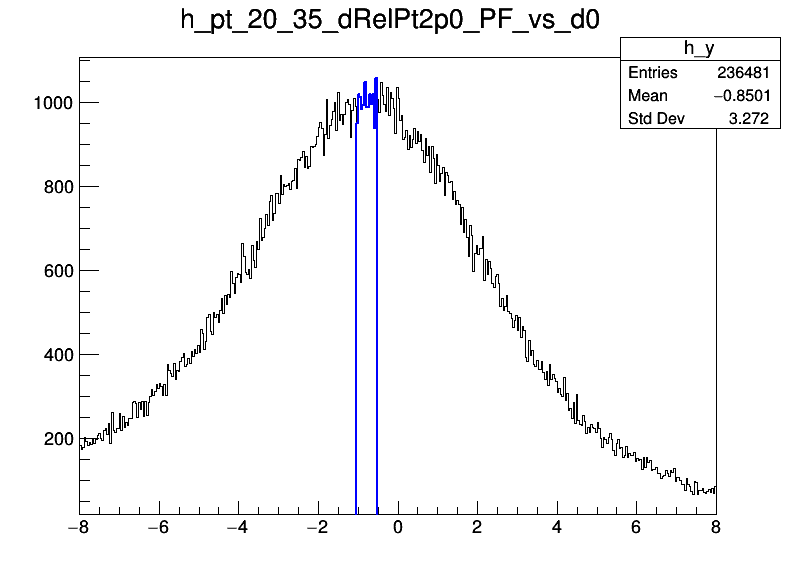 h_pt_20_35_dRelPt2p0_PF_vs_d0
h_y
Entries 236481
Mean −0.8501
Std Dev 3.272
1000
800
600
400
200
−8 −6 −4 −2 0 2 4 6 8